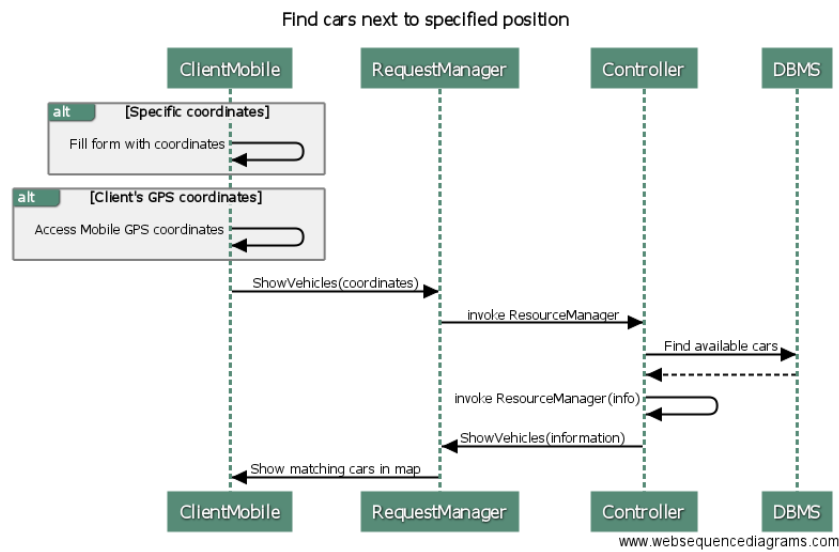 Find cars next to specified position
ClientMobile RequestManager Controller DBMS
alt [Specific coordinates]
Fill form with coordinates
alt [Client's GPS coordinates]
Access Mobile GPS coordinates
ShowVehicles(coordinates)
invoke ResourceManager
Find available cars
invoke ResourceManager(info)
ShowVehicles(information)
Show matching cars in map
ClientMobile RequestManager Controller DBMS
www.websequencediagrams.com